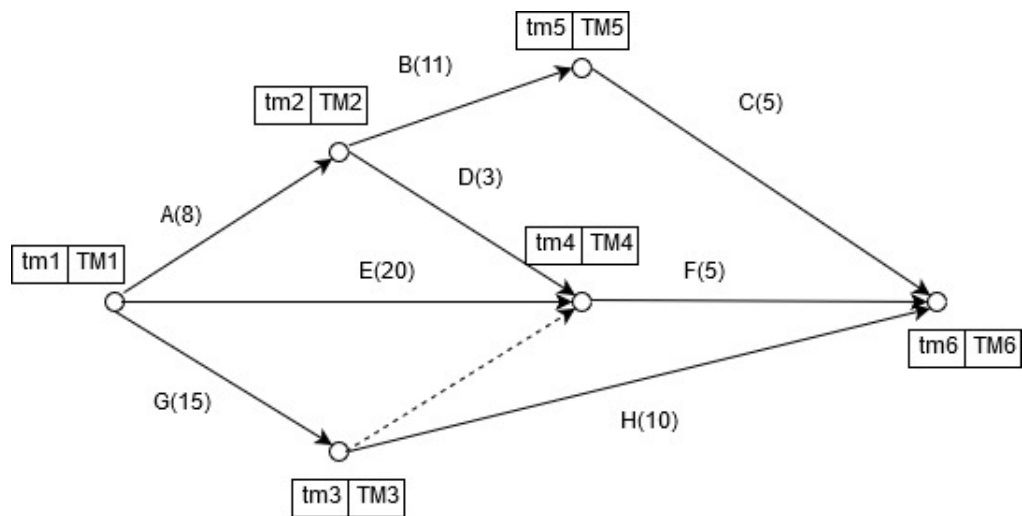 tm5 TM5
B(11)
tm2 TM2
C(5)
D(3)
A(8)
tm4 TM4
tm1 TM1
E(20)
F(5)
tm6 TM6
G(15)
H(10)
tm3 TM3